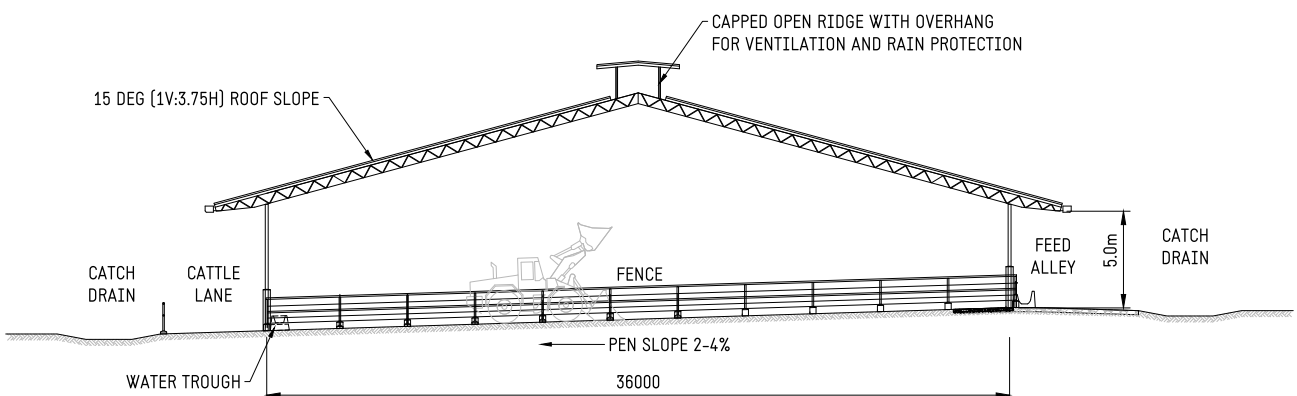 CAPPED OPEN RIDGE WITH OVERHANG
FOR VENTILATION AND RAIN PROTECTION
15 DEG (1V:3.75H) ROOF SLOPE
CATCH
DRAIN
CATTLE
LANE
FENCE
FEED
ALLEY
5.0m
CATCH
DRAIN
PEN SLOPE 2-4%
WATER TROUGH
36000